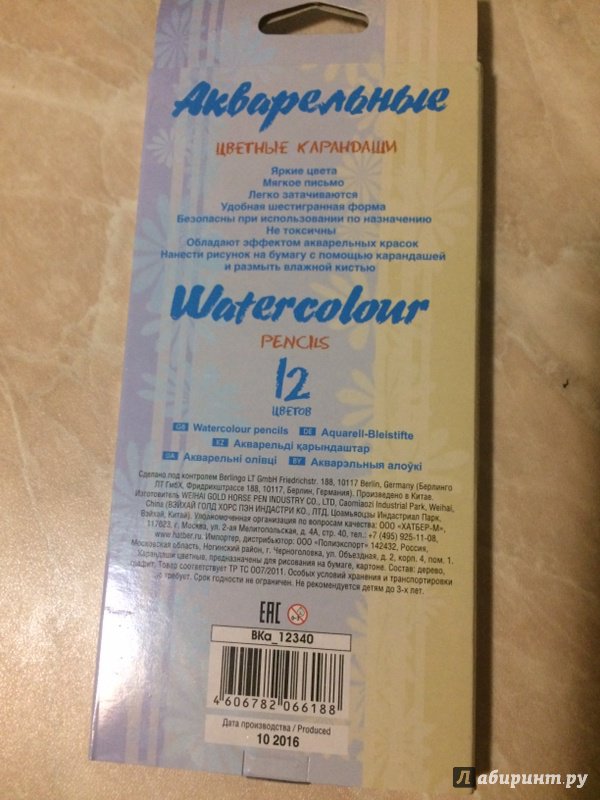 Акварельные
ЦВЕТНЫЕ КАРАНДАШИ
Яркие цвета
Мягкое письмо
Легко затачиваются
Удобная шестигранная форма
Безопасны при использовании по назначению
Не токсичны
Обладают эффектом акварельных красок
Нанести рисунок на бумагу с помощью карандашей
и размыть влажной кистью
Watercolour
PENCILS
12
ЦВЕТОВ
GB Watercolour pencils DE Aquarell-Bleistifte
KZ Акварельді қарындаштар
UA Акварельні олівці BY Акварэльныя алоўкі
Сделано под контролем Berlingo LT GmbH Friedrichstr. 188, 10117 Berlin, Germany (Берлинго
ЛТ ГмбХ, Фридрихштрассе 188, 10117, Берлин, Германия). Произведено в Китае.
Изготовитель WEIHAI GOLD HORSE PEN INDUSTRY CO., LTD, Caomiaozi Industrial Park, Weihai,
China (ВЭЙХАЙ ГОЛД ХОРС ПЭН ИНДАСТРИ КО., ЛТД, Цоамьяоцзы Индастриал Парк,
Вэйхай, Китай). Уполномоченная организация по вопросам качества: ООО «ХАТБЕР-М»,
117623, г. Москва, ул. 2-ая Мелитопольская, д. 4А, стр. 40, тел.: +7 (495) 925-11-08,
www.hatber.ru. Импортер, дистрибьютор: ООО «Полиэкспорт» 142432, Россия,
Московская область, Ногинский район, г. Черноголовка, ул. Объездная, д. 2, корп. 4, пом. 1.
Карандаши цветные, предназначены для рисования на бумаге, картоне. Состав: дерево,
графит. Товар соответствует ТР ТС 007/2011. Особых условий хранения и транспортировки
не требует. Срок годности не ограничен. Не рекомендуется детям до 3-х лет.
EAC 0-3
BKa_12340
4 606782 066188
Дата производства / Produced
10 2016
Лабиринт.ру